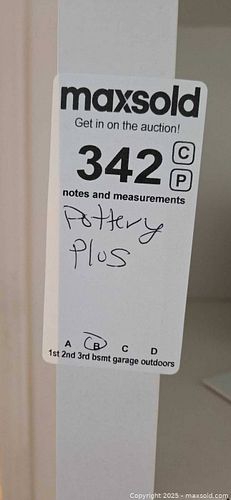 maxsold
Get in on the auction!
342 C
P
notes and measurements
Pottery
Plus
A B C D
1st 2nd 3rd bsmt garage outdoors
Copyright © 2025 - maxsold.com